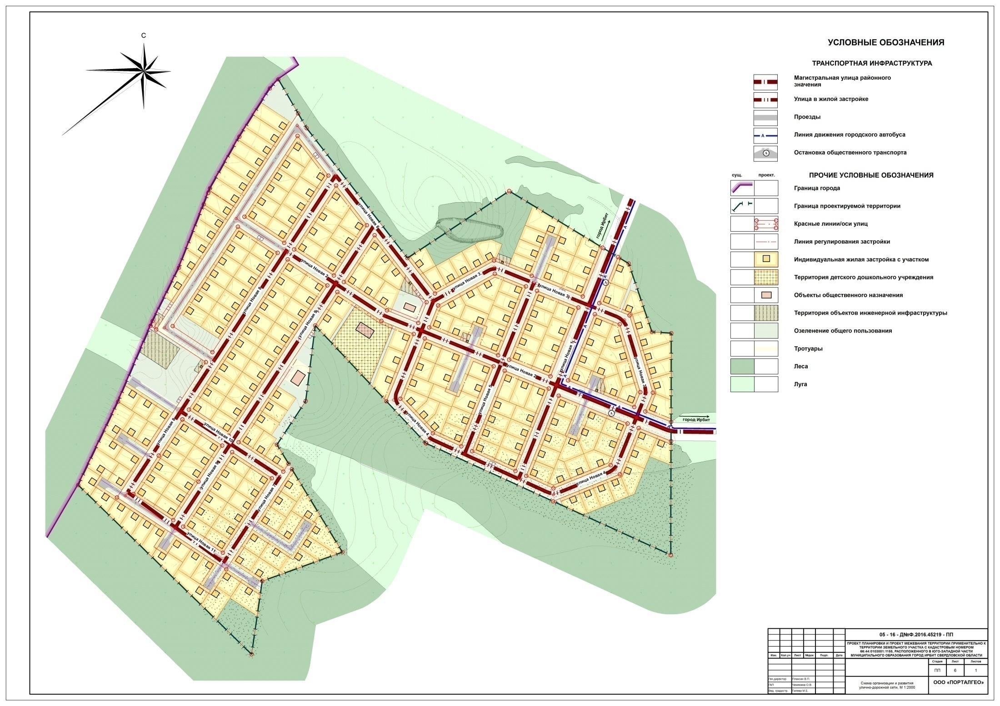 С
УСЛОВНЫЕ ОБОЗНАЧЕНИЯ
ТРАНСПОРТНАЯ ИНФРАСТРУКТУРА
Магистральная улица районного
значения
Улица в жилой застройке
Проезды
А
Линия движения городского автобуса
А
Остановка общественного транспорта
сущ.
проект.
ПРОЧИЕ УСЛОВНЫЕ ОБОЗНАЧЕНИЯ
Граница города
Граница проектируемой территории
Красные линии/оси улиц
Линия регулирования застройки
Индивидуальная жилая застройка с участком
Территория детского дошкольного учреждения
Объекты общественного назначения
Территория объектов инженерной инфраструктуры
Озеленение общего пользования
Тротуары
Леса
Луга
улица Новая 6
город Ирбит
А
улица Новая 2
улица Новая 3
А
А
улица Новая 3
улица Новая 8
улица Новая 9
А
улица Новая 1
улица Новая 3
улица Новая 2
А
А
улица Новая 5
А
А
город Ирбит
А
улица Новая 4
улица Новая 8
улица Новая 10
улица Новая 9
улица Новая 4
улица Новая 7
улица Новая 11
05 - 16 - Д№Ф.2016.45219 - ПП
ПРОЕКТ ПЛАНИРОВКИ И ПРОЕКТ МЕЖЕВАНИЯ ТЕРРИТОРИИ ПРИМЕНИТЕЛЬНО К
ТЕРРИТОРИИ ЗЕМЕЛЬНОГО УЧАСТКА С КАДАСТРОВЫМ НОМЕРОМ
66:44:0103001:1155, РАСПОЛОЖЕННОГО В ЮГО-ЗАПАДНОЙ ЧАСТИ
МУНИЦИПАЛЬНОГО ОБРАЗОВАНИЯ ГОРОД ИРБИТ СВЕРДЛОВСКОЙ ОБЛАСТИ
Изм. Кол.уч Лист №док Подп. Дата
Стадия Лист Листов
ПП 6 1
Ген.директор Плаксин В.П.
ГАП Чемякина О.В.
Вед. градостр. Гилева М.Е.
Схема организации и развития
улично-дорожной сети, М 1:2000
ООО «ПОРТАЛГЕО»